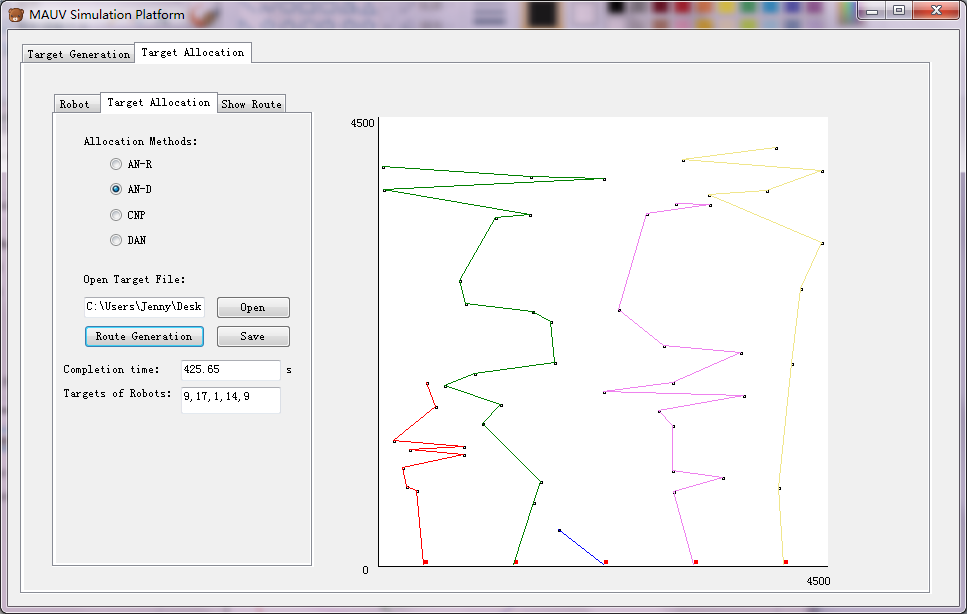 MAUV Simulation Platform
Target Generation
Target Allocation
Robot
Target Allocation
Show Route
Allocation Methods:
AN-R
AN-D
CNP
DAN
Open Target File:
C:\Users\Jenny\Desk
Open
Route Generation
Save
Completion time:
425.65
s
Targets of Robots:
9,17,1,14,9
4500
0
4500